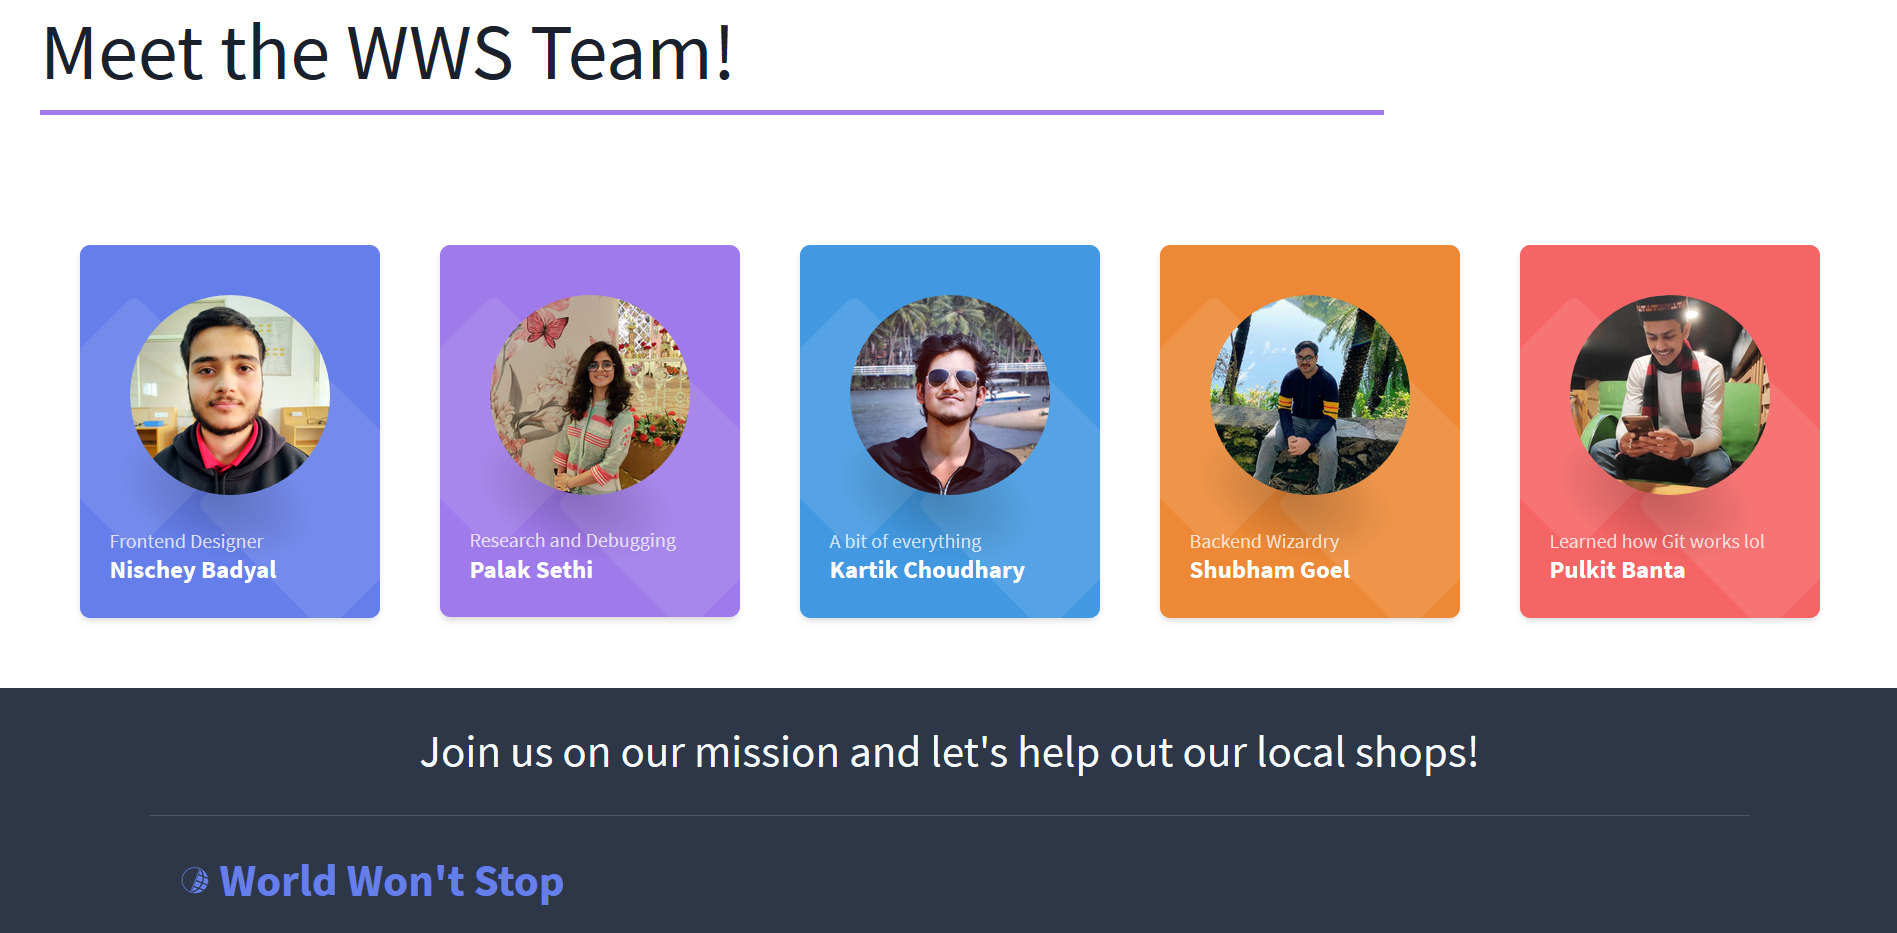 Meet the WWS Team!
Frontend Designer
Nischey Badyal
Research and Debugging
Palak Sethi
A bit of everything
Kartik Choudhary
Backend Wizardry
Shubham Goel
Learned how Git works lol
Pulkit Banta
Join us on our mission and let's help out our local shops!
World Won't Stop